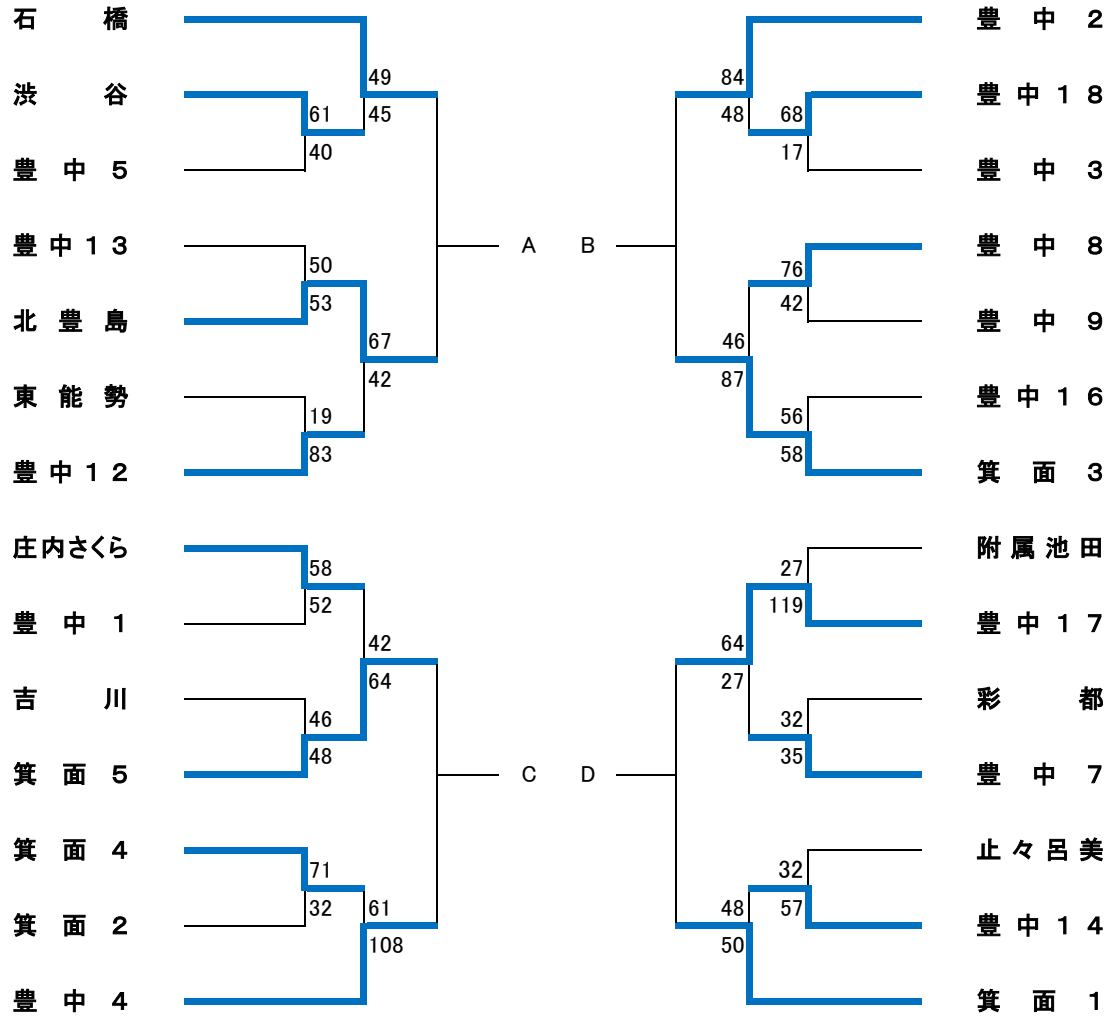 石橋 豊中2
49 84
渋谷 豊中18
61 45 48 68
40 17
豊中5 豊中3
豊中13 A B 豊中8
50 76
53 42
北豊島 豊中9
67 46
42 87
東能勢 豊中16
19 56
83 58
豊中12 箕面3
庄内さくら 附属池田
58 27
52 119
豊中1 豊中17
42 64
64 27
吉川 彩都
46 32
48 35
箕面5 C D 豊中7
箕面4 止々呂美
71 32
32 61 48 57
箕面2 豊中14
108 50
豊中4 箕面1